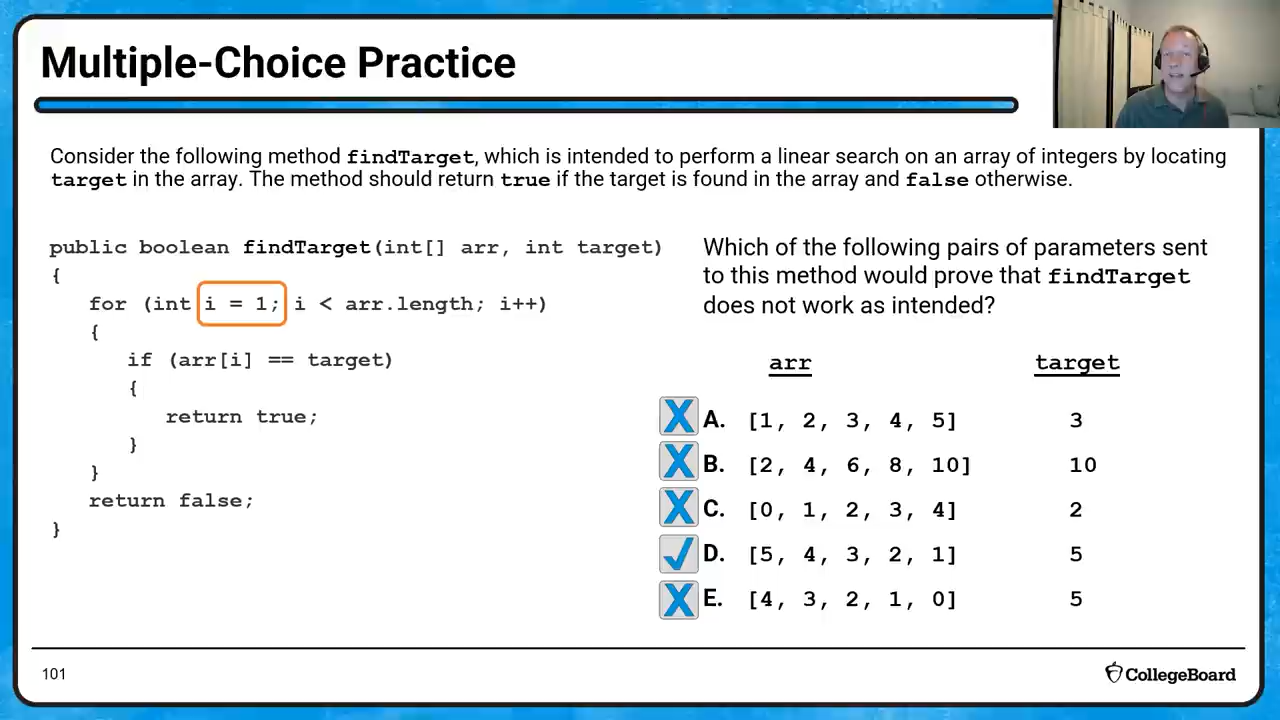 Multiple-Choice Practice
Consider the following method findTarget, which is intended to perform a linear search on an array of integers by locating
target in the array. The method should return true if the target is found in the array and false otherwise.
public boolean findTarget(int[] arr, int target)
{
for (int i = 1; i < arr.length; i++)
{
if (arr[i] == target)
{
return true;
}
}
return false;
}
Which of the following pairs of parameters sent
to this method would prove that findTarget
does not work as intended?
arr target
A. [1, 2, 3, 4, 5] 3
B. [2, 4, 6, 8, 10] 10
C. [0, 1, 2, 3, 4] 2
D. [5, 4, 3, 2, 1] 5
E. [4, 3, 2, 1, 0] 5
101
CollegeBoard